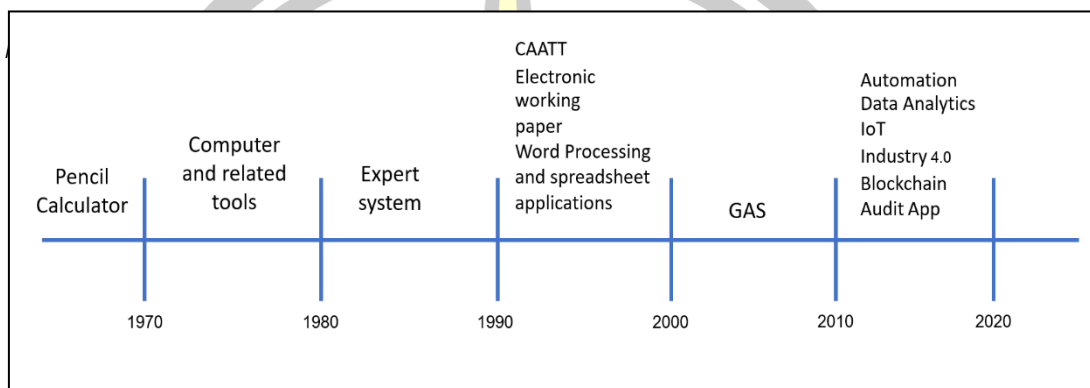 Pencil
Calculator
Computer
and related
tools
Expert
system
CAATT
Electronic
working
paper
Word Processing
and spreadsheet
applications
GAS
Automation
Data Analytics
IoT
Industry 4.0
Blockchain
Audit App
1970
1980
1990
2000
2010
2020